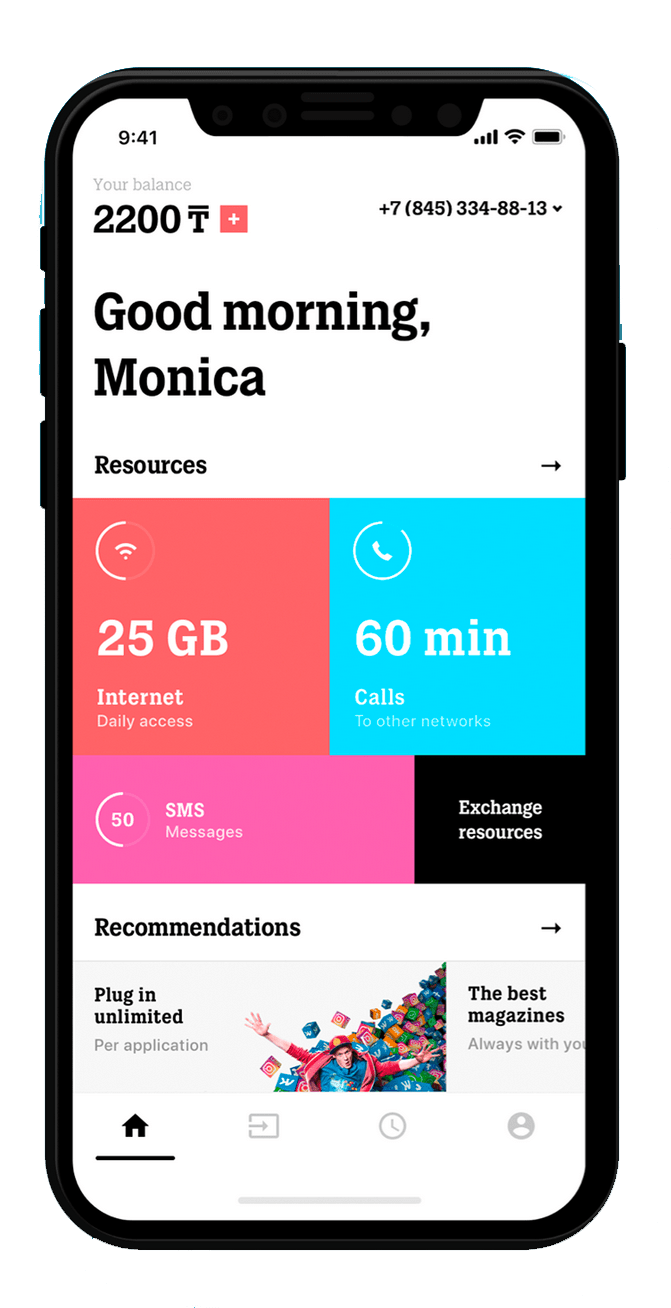 9:41
Your balance
2200 ₸ +
+7 (845) 334-88-13
Good morning,
Monica
Resources →
25 GB
Internet
Daily access
60 min
Calls
To other networks
50
SMS
Messages
Exchange
resources
Recommendations →
Plug in
unlimited
Per application
The best
magazines
Always with you